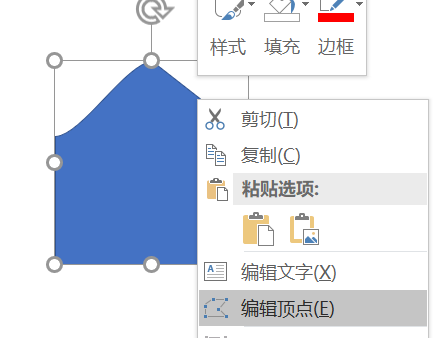 样式 填充 边框
剪切(T)
复制(C)
粘贴选项:
编辑文字(X)
编辑顶点(E)